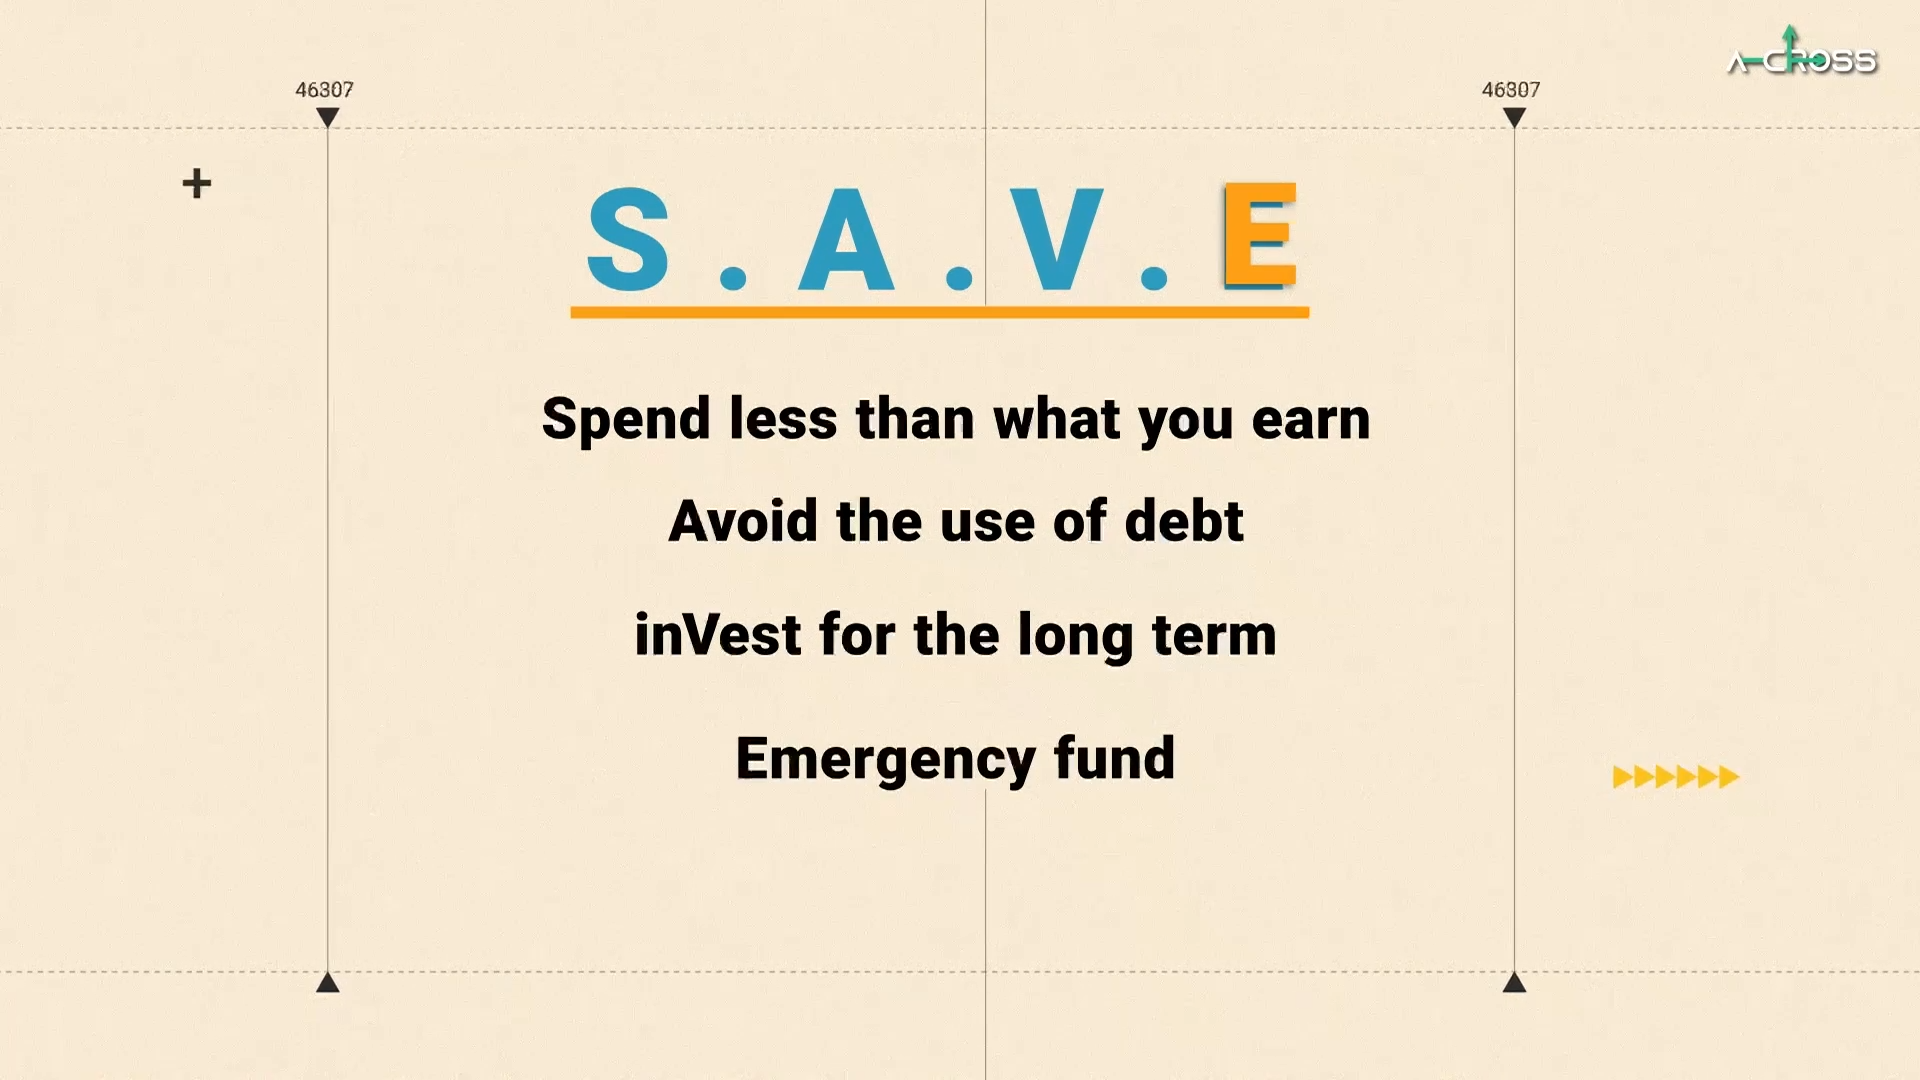 A-CROSS
46307 46307
S.A.V.E
Spend less than what you earn
Avoid the use of debt
inVest for the long term
Emergency fund